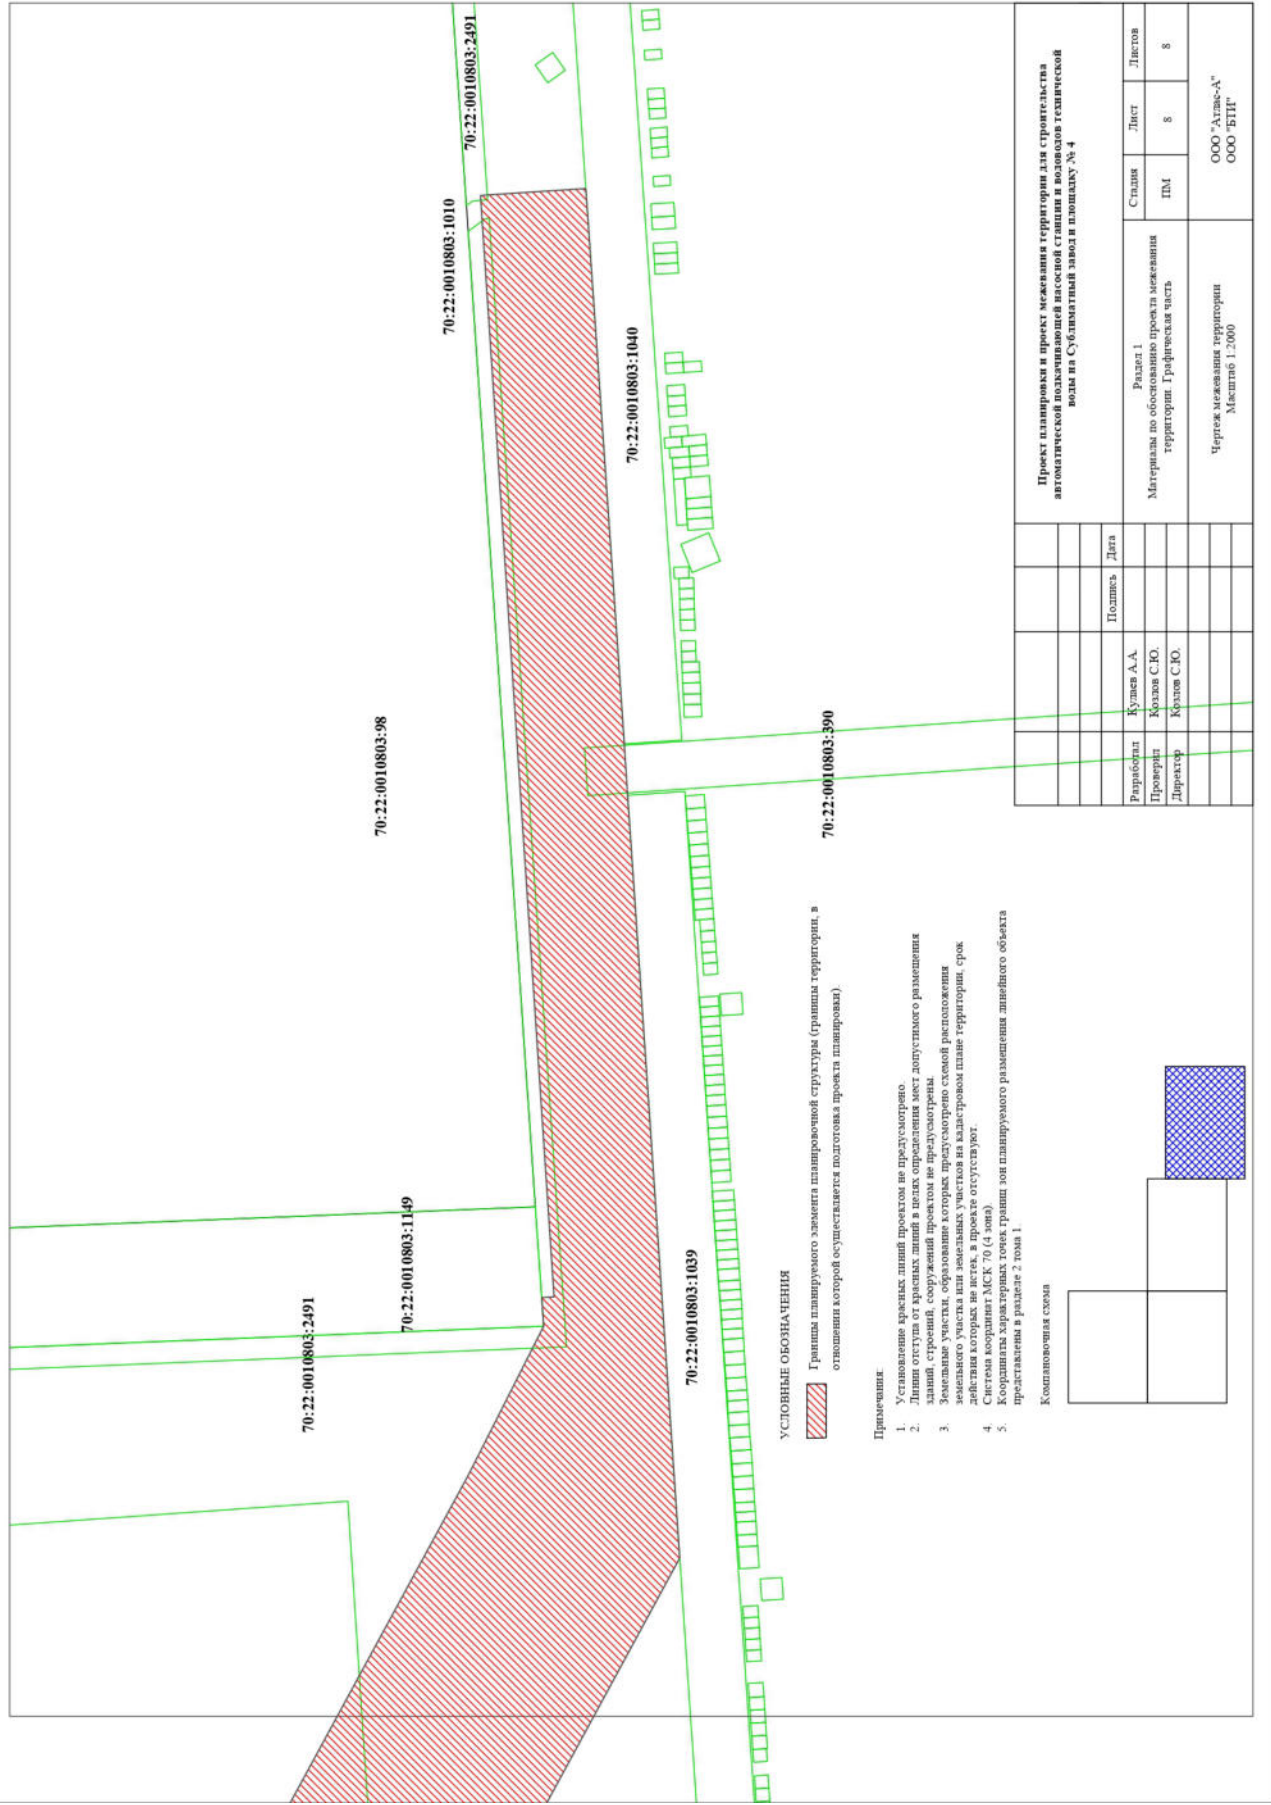 70:22:0010803:2491
70:22:0010803:1010
70:22:0010803:1040
70:22:0010803:98
70:22:0010803:390
70:22:0010803:1149
70:22:0010803:2491
70:22:0010803:1039
УСЛОВНЫЕ ОБОЗНАЧЕНИЯ
Границы планируемого элемента планировочной структуры (границы территории, в
отношении которой осуществляется подготовка проекта планировки)
Примечания:
1. Установление красных линий проектом не предусмотрено.
2. Линии отступа от красных линий в целях определения мест допустимого размещения
зданий, строений, сооружений проектом не предусмотрены.
3. Земельные участки, образование которых предусмотрено схемой расположения
земельного участка или земельных участков на кадастровом плане территории, срок
действия которых не истек, в проекте отсутствуют.
4. Система координат МСК 70 (4 зона).
5. Координаты характерных точек границ зон планируемого размещения линейного объекта
представлены в разделе 2 тома 1
Компановочная схема
Проект планировки и проект межевания территории для строительства
автоматической подкачивающей насосной станции и водоводов технической
воды на Сублиматный завод и площадку № 4
Подпись Дата
Разработал Кулаев А.А.
Проверил Козлов С.Ю.
Директор Козлов С.Ю.
Раздел 1
Материалы по обоснованию проекта межевания
территории. Графическая часть
Стадия Лист Листов
ПМ 8 8
Чертеж межевания территории
Масштаб 1:2000
ООО "Атлас-А"
ООО "БТИ"